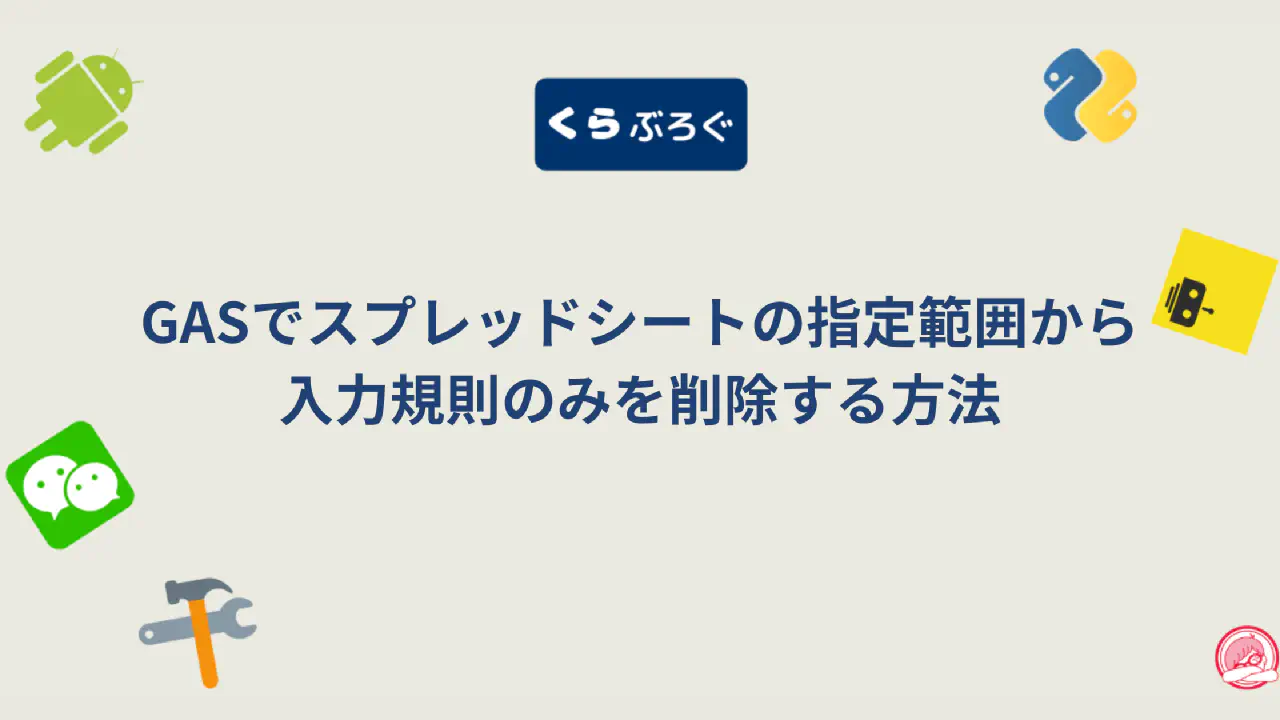 くらぶろぐ
GASでスプレッドシートの指定範囲から
入力規則のみを削除する方法